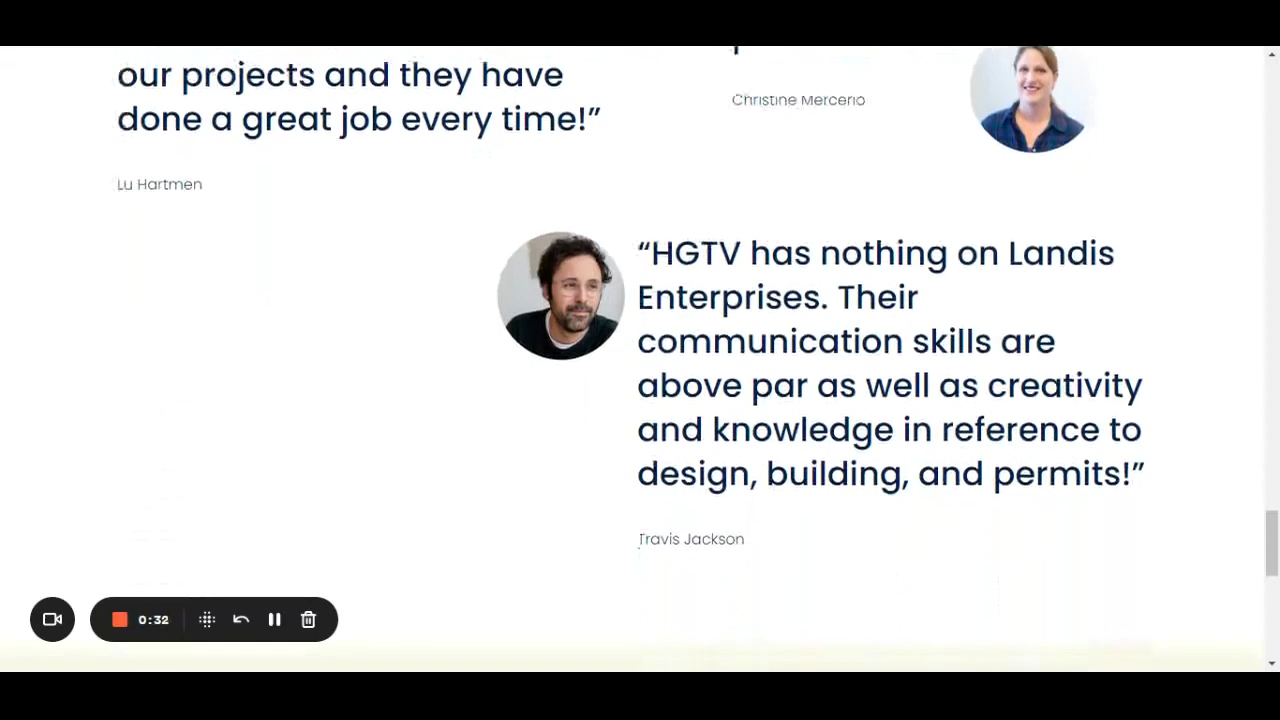 our projects and they have
done a great job every time!”
Lu Hartmen
Christine Mercerio
“HGTV has nothing on Landis
Enterprises. Their
communication skills are
above par as well as creativity
and knowledge in reference to
design, building, and permits!”
Travis Jackson
0:32